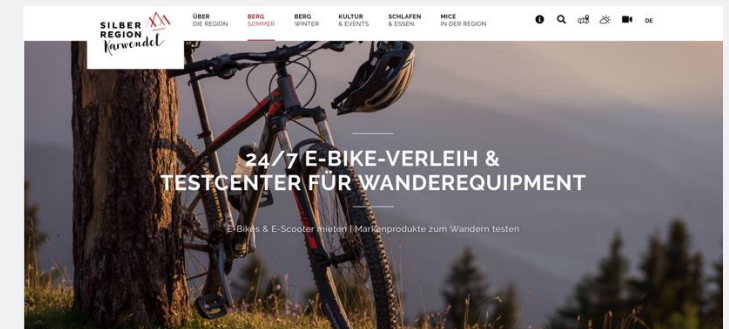 SILBER
REGION
Karwendel
ÜBER
DIE REGION
BERG
SOMMER
BERG
WINTER
KULTUR
& EVENTS
SCHLAFEN
& ESSEN
MICE
IN DER REGION
DE
24/7 E-BIKE-VERLEIH &
TESTCENTER FÜR WANDEREQUIPMENT
E-Bikes & E-Scooter mieten | Markenprodukte zum Wandern testen